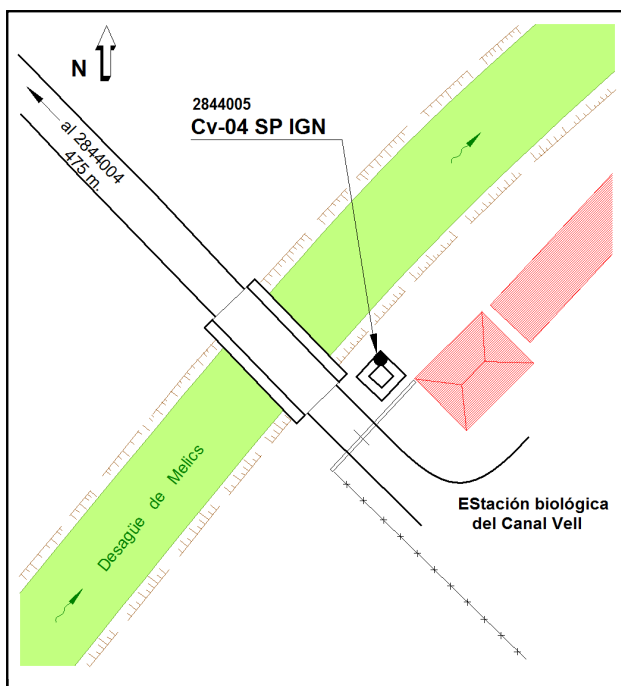 N
2844005
Cv-04 SP IGN
al 2844004
475 m.
Desagüe de Melics
EStación biológica
del Canal Vell